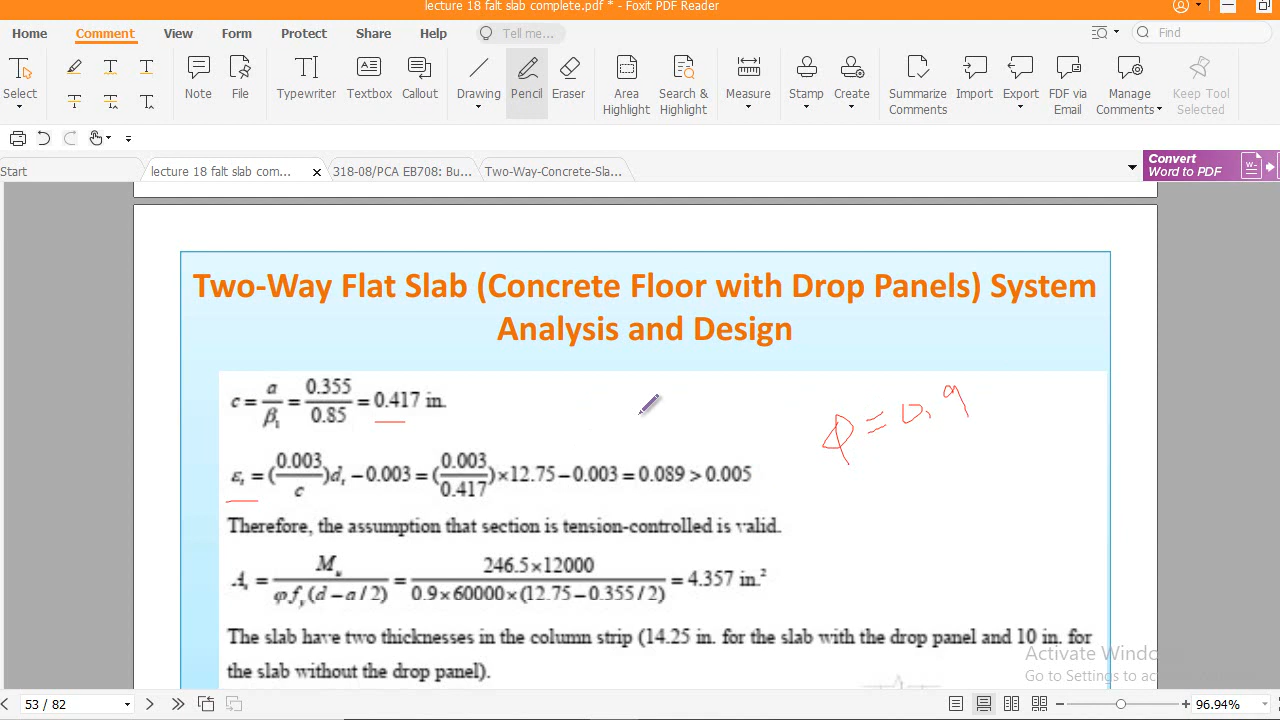 lecture 18 falt slab complete.pdf * - Foxit PDF Reader
Home Comment View Form Protect Share Help Tell me... Find
Select Note File Typewriter Textbox Callout Drawing Pencil Eraser Area Highlight Search & Highlight Measure Stamp Create Summarize Comments Import Export FDF via Email Manage Comments Keep Tool Selected
Start lecture 18 falt slab com... 318-08/PCA EB708: Bu... Two-Way-Concrete-Sla... Convert Word to PDF
Two-Way Flat Slab (Concrete Floor with Drop Panels) System
Analysis and Design
c = a/β₁ = 0.355/0.85 = 0.417 in.
φ = 0.9
εₜ = (0.003/c)dₜ − 0.003 = (0.003/0.417)×12.75−0.003 = 0.089 > 0.005
Therefore, the assumption that section is tension-controlled is valid.
Aₛ = Mᵤ/φf_y(d−a/2) = 246.5×12000/0.9×60000×(12.75−0.355/2) = 4.357 in.²
The slab have two thicknesses in the column strip (14.25 in. for the slab with the drop panel and 10 in. for
the slab without the drop panel).
Go to Settings to
53 / 82 96.94%